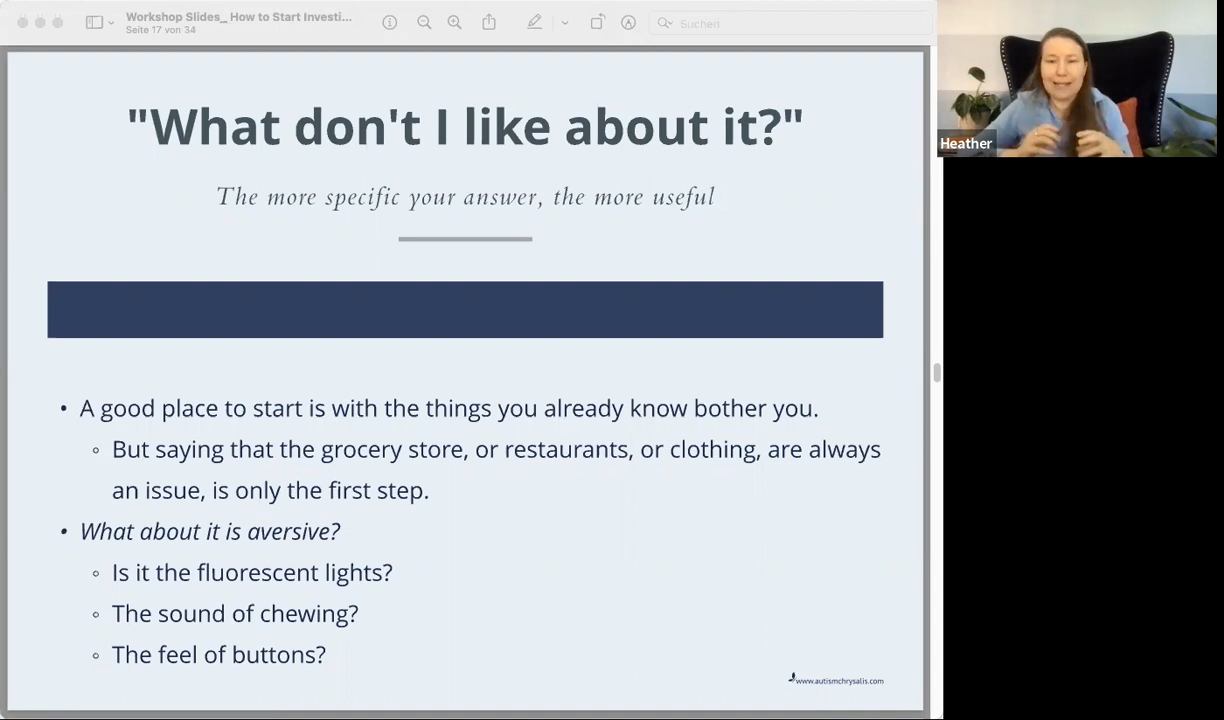 Workshop Slides_ How to Start Investi...
Seite 17 von 34
Suchen
"What don't I like about it?"
The more specific your answer, the more useful
• A good place to start is with the things you already know bother you.
◦ But saying that the grocery store, or restaurants, or clothing, are always
an issue, is only the first step.
• What about it is aversive?
◦ Is it the fluorescent lights?
◦ The sound of chewing?
◦ The feel of buttons?
www.autismchrysalis.com
Heather